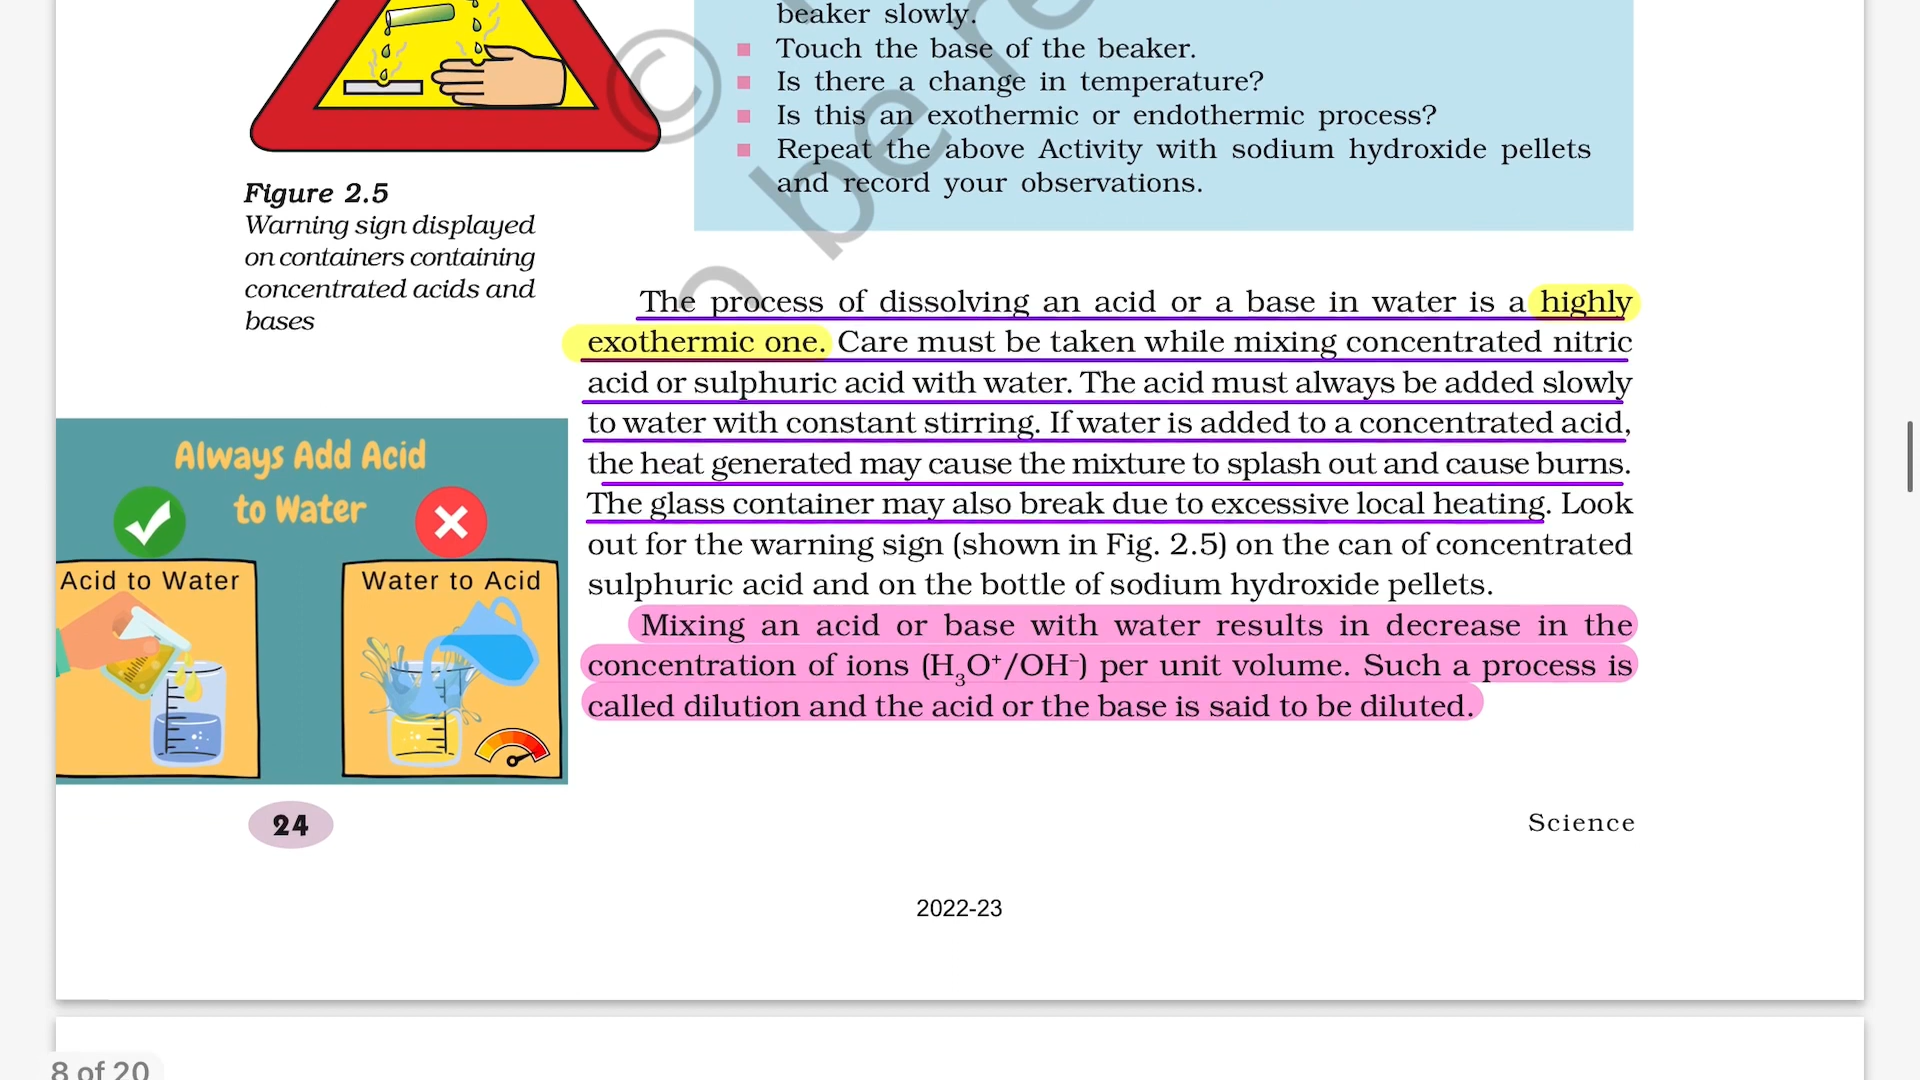 beaker slowly.
■ Touch the base of the beaker.
■ Is there a change in temperature?
■ Is this an exothermic or endothermic process?
■ Repeat the above Activity with sodium hydroxide pellets
and record your observations.
Figure 2.5
Warning sign displayed
on containers containing
concentrated acids and
bases
The process of dissolving an acid or a base in water is a highly
exothermic one. Care must be taken while mixing concentrated nitric
acid or sulphuric acid with water. The acid must always be added slowly
to water with constant stirring. If water is added to a concentrated acid,
the heat generated may cause the mixture to splash out and cause burns.
The glass container may also break due to excessive local heating. Look
out for the warning sign (shown in Fig. 2.5) on the can of concentrated
sulphuric acid and on the bottle of sodium hydroxide pellets.
Mixing an acid or base with water results in decrease in the
concentration of ions (H₃O⁺/OH⁻) per unit volume. Such a process is
called dilution and the acid or the base is said to be diluted.
Always Add Acid
to Water
Acid to Water
Water to Acid
24
Science
2022-23
8 of 20
©
be re